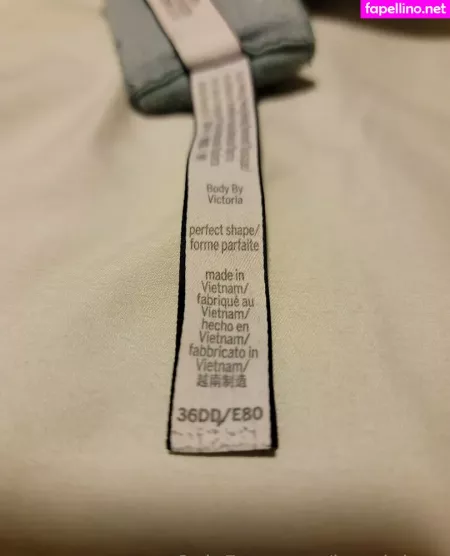 fapellino.net
Body By
Victoria
perfect shape/
forme parfaite
made in
Vietnam/
fabriqué au
Vietnam/
hecho en
Vietnam/
fabbricato in
Vietnam/
越南制造
36DD/E80